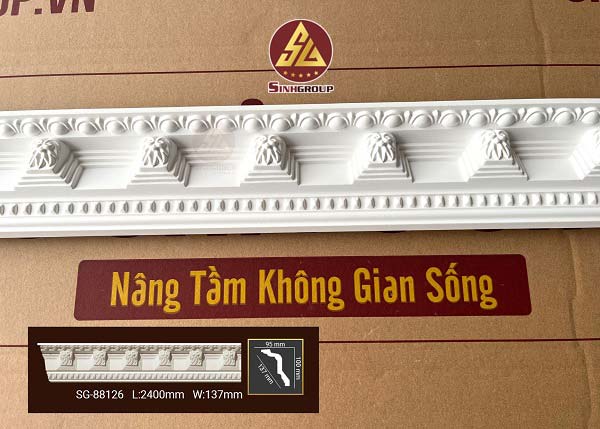 OP.VN
SG
SINHGROUP
Nâng Tầm Không Gian Sống
95 mm
100 mm
137 mm
SG-88126 L:2400mm W:137mm